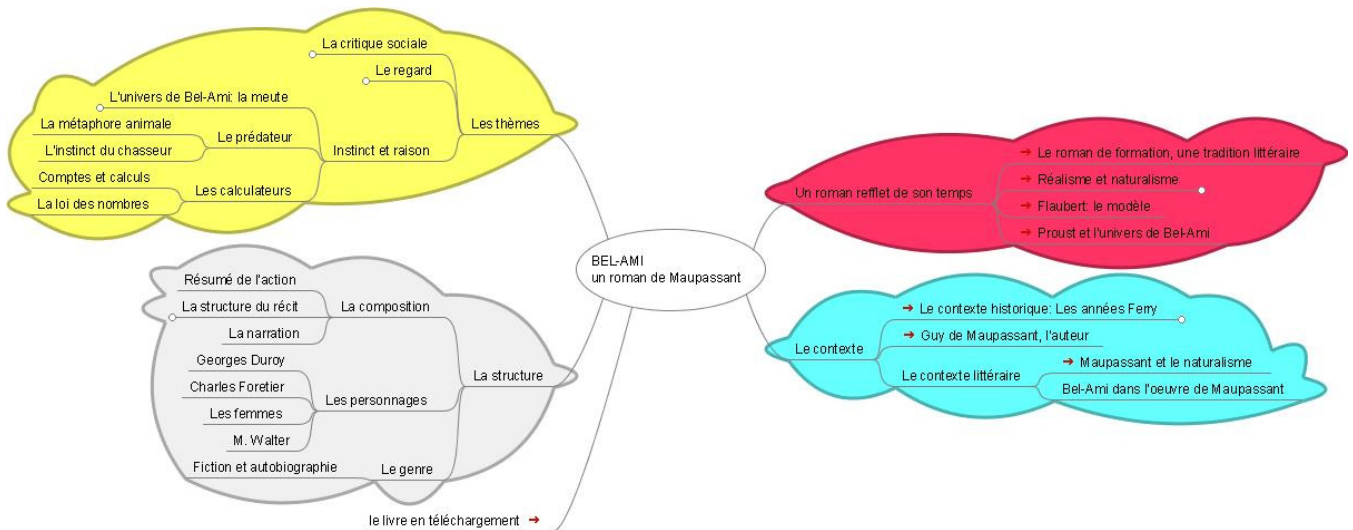 BEL-AMI
un roman de Maupassant
Les thèmes
La critique sociale
Le regard
Instinct et raison
L'univers de Bel-Ami: la meute
Le prédateur
La métaphore animale
L'instinct du chasseur
Les calculateurs
Comptes et calculs
La loi des nombres
La structure
La composition
Résumé de l'action
La structure du récit
La narration
Les personnages
Georges Duroy
Charles Foretier
Les femmes
M. Walter
Le genre
Fiction et autobiographie
le livre en téléchargement
Un roman refflet de son temps
Le roman de formation, une tradition littéraire
Réalisme et naturalisme
Flaubert: le modèle
Proust et l'univers de Bel-Ami
Le contexte
Le contexte historique: Les années Ferry
Guy de Maupassant, l'auteur
Le contexte littéraire
Maupassant et le naturalisme
Bel-Ami dans l'oeuvre de Maupassant